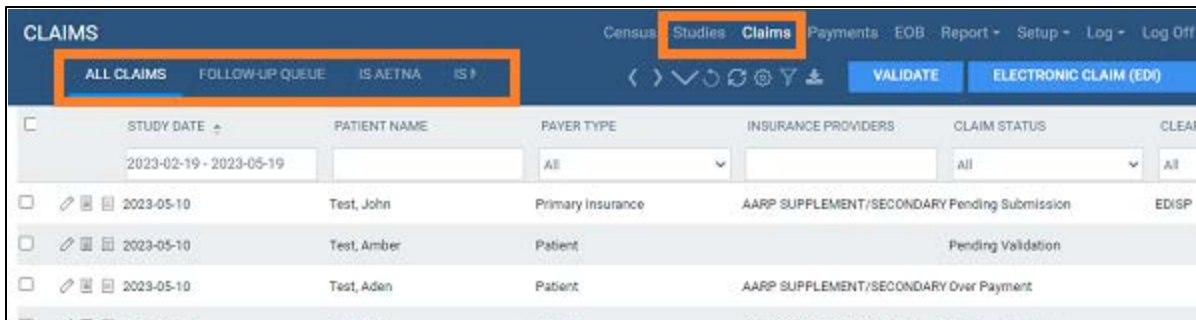 CLAIMS Census Studies Claims Payments EOB Report Setup Log Log Off
ALL CLAIMS FOLLOW-UP QUEUE IS AETNA VALIDATE ELECTRONIC CLAIM (EDI)
STUDY DATE PATIENT NAME PAYER TYPE INSURANCE PROVIDERS CLAIM STATUS
2023-02-19 - 2023-05-19 All All All
2023-05-10 Test, John Primary Insurance AARP SUPPLEMENT/SECONDARY Pending Submission EDISP
2023-05-10 Test, Amber Patient Pending Validation
2023-05-10 Test, Aden Patient AARP SUPPLEMENT/SECONDARY Over Payment